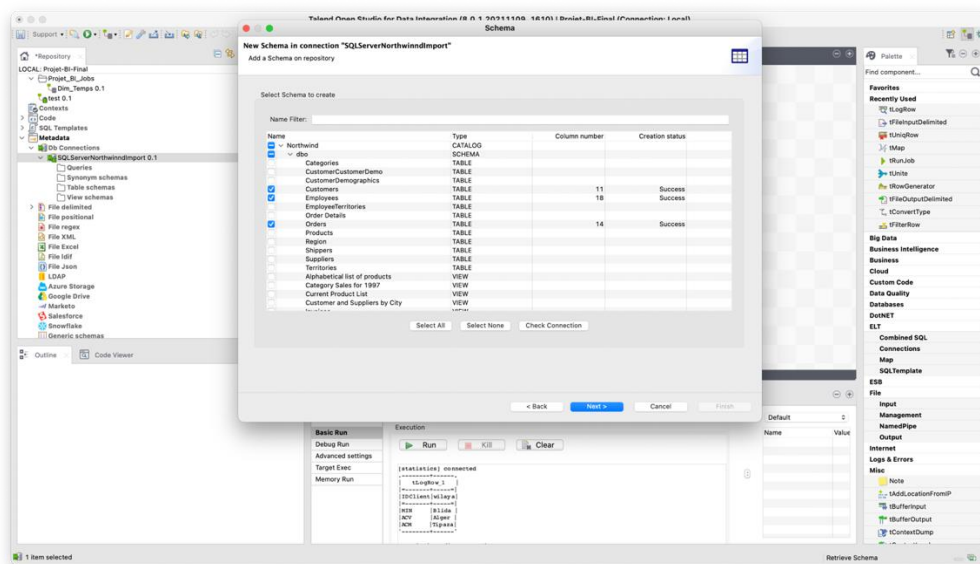 Talend Open Studio for Data Integration (8.0.1.20211109_1610) | Projet-BI-Final (Connection: Local)
Support
*Repository
LOCAL: Projet-BI-Final
Projet_BI_Jobs
Dim_Temps 0.1
test 0.1
Contexts
Code
SQL Templates
Metadata
Db Connections
SQLServerNorthwinndImport 0.1
Queries
Synonym schemas
Table schemas
View schemas
File delimited
File positional
File regex
File XML
File Excel
File ldif
File Json
LDAP
Azure Storage
Google Drive
Marketo
Salesforce
Snowflake
Generic schemas
Outline
Code Viewer
Schema
New Schema in connection "SQLServerNorthwinndImport"
Add a Schema on repository
Select Schema to create
Name Filter:
Name Type Column number Creation status
Northwind CATALOG
dbo SCHEMA
Categories TABLE
CustomerCustomerDemo TABLE
CustomerDemographics TABLE
Customers TABLE 11 Success
Employees TABLE 18 Success
EmployeeTerritories TABLE
Order Details TABLE
Orders TABLE 14 Success
Products TABLE
Region TABLE
Shippers TABLE
Suppliers TABLE
Territories TABLE
Alphabetical list of products VIEW
Category Sales for 1997 VIEW
Current Product List VIEW
Customer and Suppliers by City VIEW
Select All Select None Check Connection
< Back Next > Cancel Finish
Basic Run
Debug Run
Advanced settings
Target Exec
Memory Run
Execution
Run Kill Clear
[statistics] connected
tLogRow_1
|IDClient|wilaya|
|MIN |Blida |
|ACV |Alger |
|ACM |Tipaza|
Default
Name Value
Palette
Find component...
Favorites
Recently Used
tLogRow
tFileInputDelimited
tUniqRow
tMap
tRunJob
tUnite
tRowGenerator
tFileOutputDelimited
tConvertType
tFilterRow
Big Data
Business Intelligence
Business
Cloud
Custom Code
Data Quality
Databases
DotNET
ELT
Combined SQL
Connections
Map
SQLTemplate
ESB
File
Input
Management
NamedPipe
Output
Internet
Logs & Errors
Misc
Note
tAddLocationFromIP
tBufferInput
tBufferOutput
tContextDump
1 item selected
Retrieve Schema